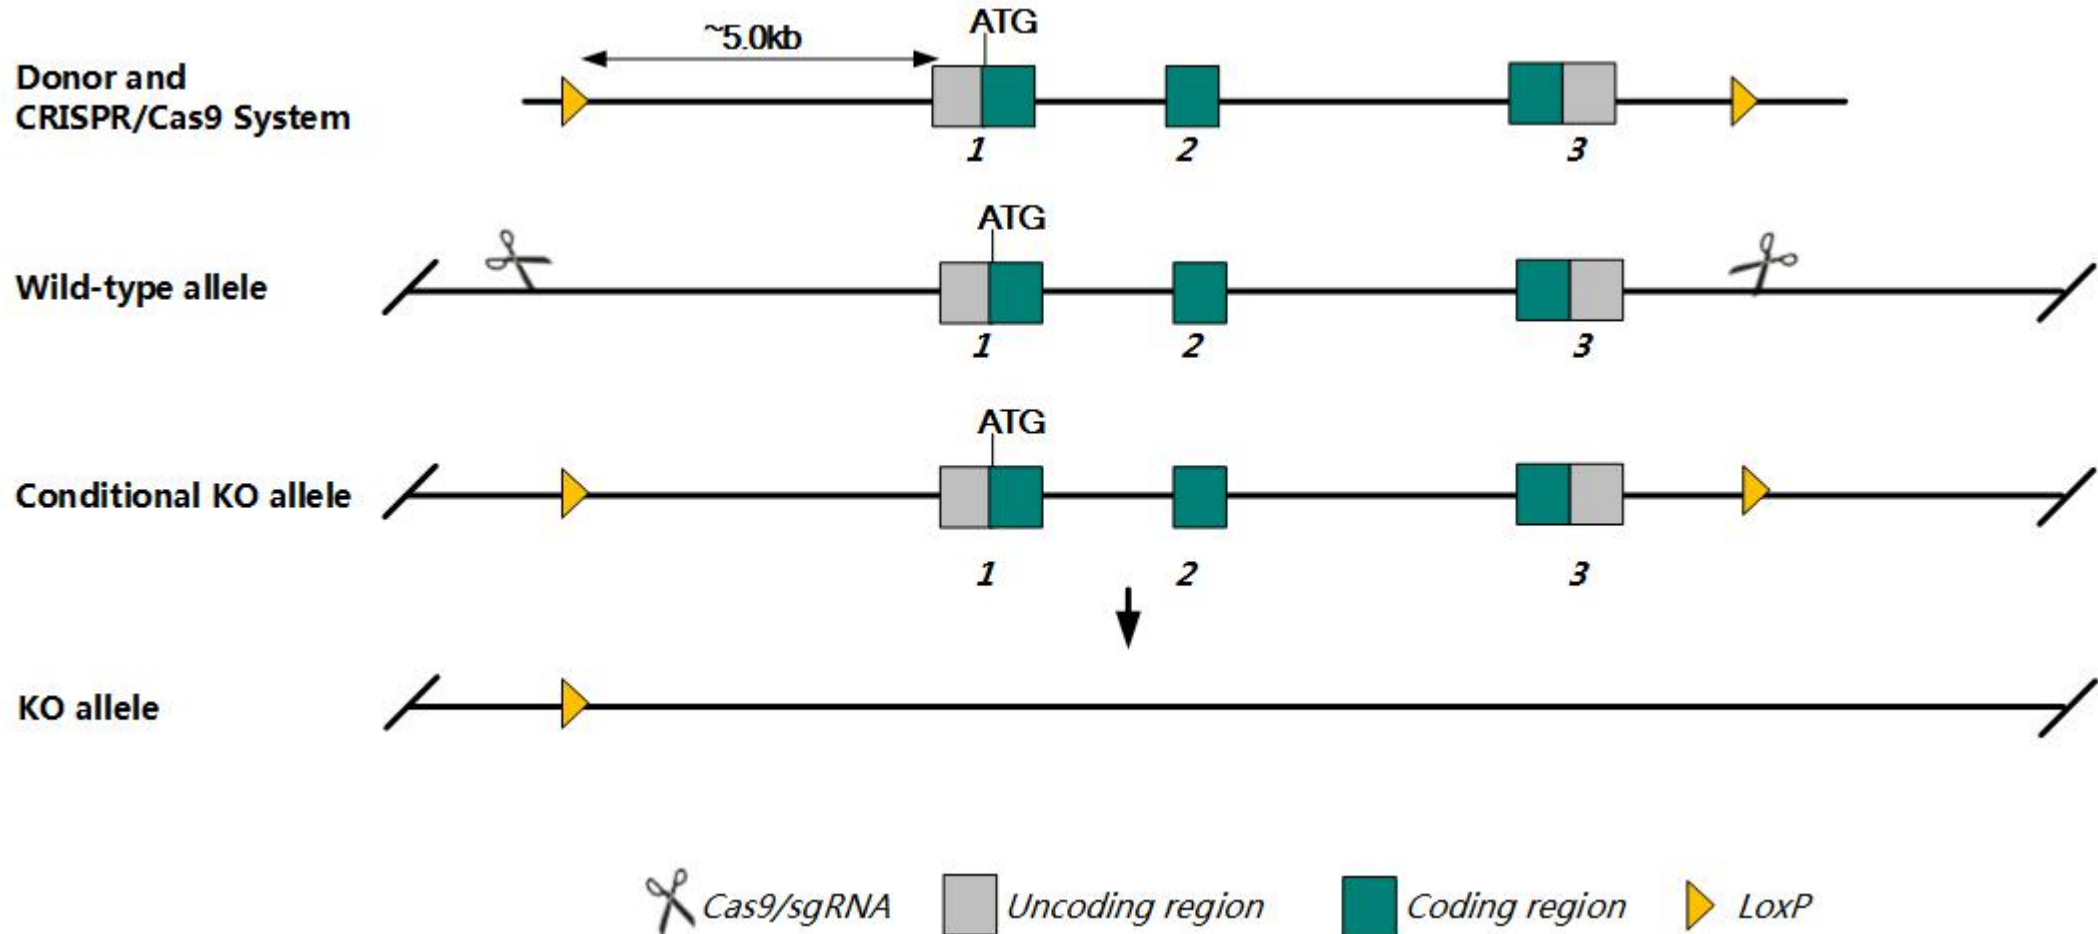 ~5.0kb
ATG
Donor and
CRISPR/Cas9 System
1 2 3
ATG
Wild-type allele
1 2 3
ATG
Conditional KO allele
1 2 3
KO allele
Cas9/sgRNA Uncoding region Coding region LoxP